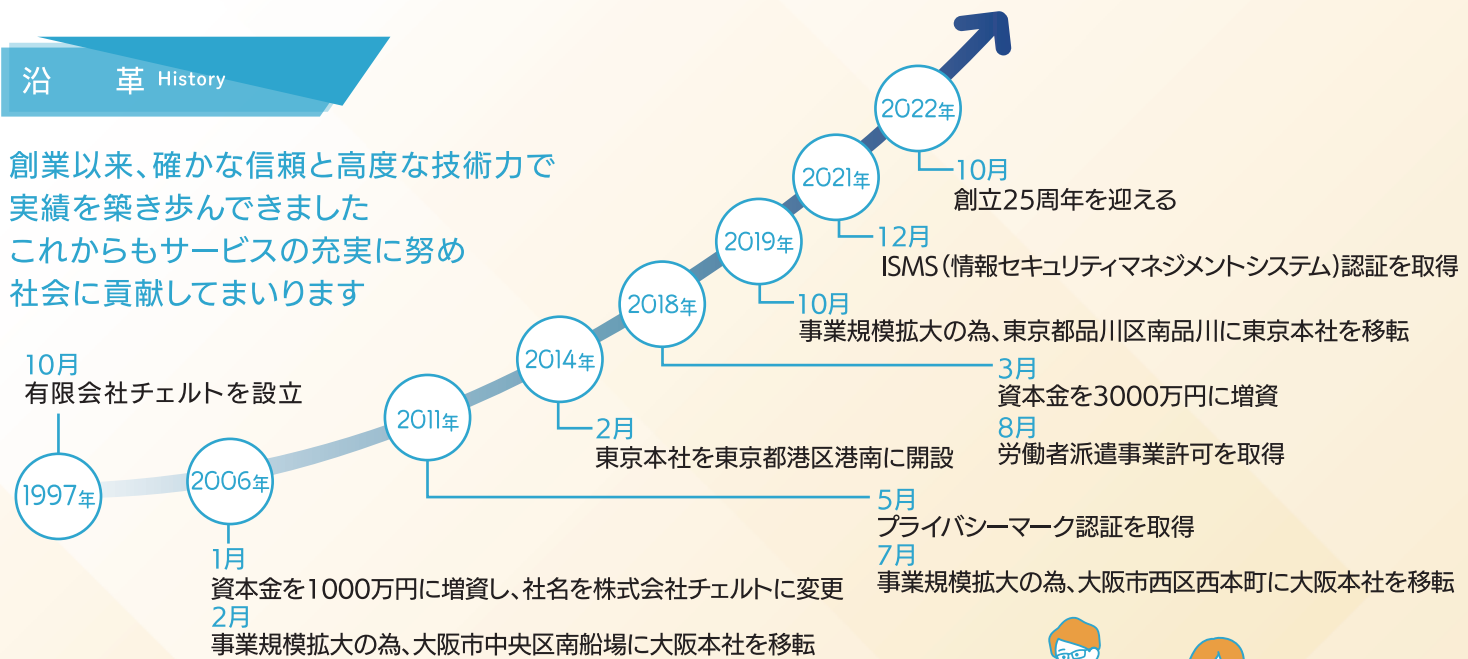 沿　革 History
創業以来、確かな信頼と高度な技術力で
実績を築き歩んできました
これからもサービスの充実に努め
社会に貢献してまいります
1997年
10月
有限会社チェルトを設立
2006年
1月
資本金を1000万円に増資し、社名を株式会社チェルトに変更
2月
事業規模拡大の為、大阪市中央区南船場に大阪本社を移転
2011年
5月
プライバシーマーク認証を取得
7月
事業規模拡大の為、大阪市西区西本町に大阪本社を移転
2014年
2月
東京本社を東京都港区港南に開設
2018年
3月
資本金を3000万円に増資
8月
労働者派遣事業許可を取得
2019年
10月
事業規模拡大の為、東京都品川区南品川に東京本社を移転
2021年
12月
ISMS(情報セキュリティマネジメントシステム)認証を取得
2022年
10月
創立25周年を迎える